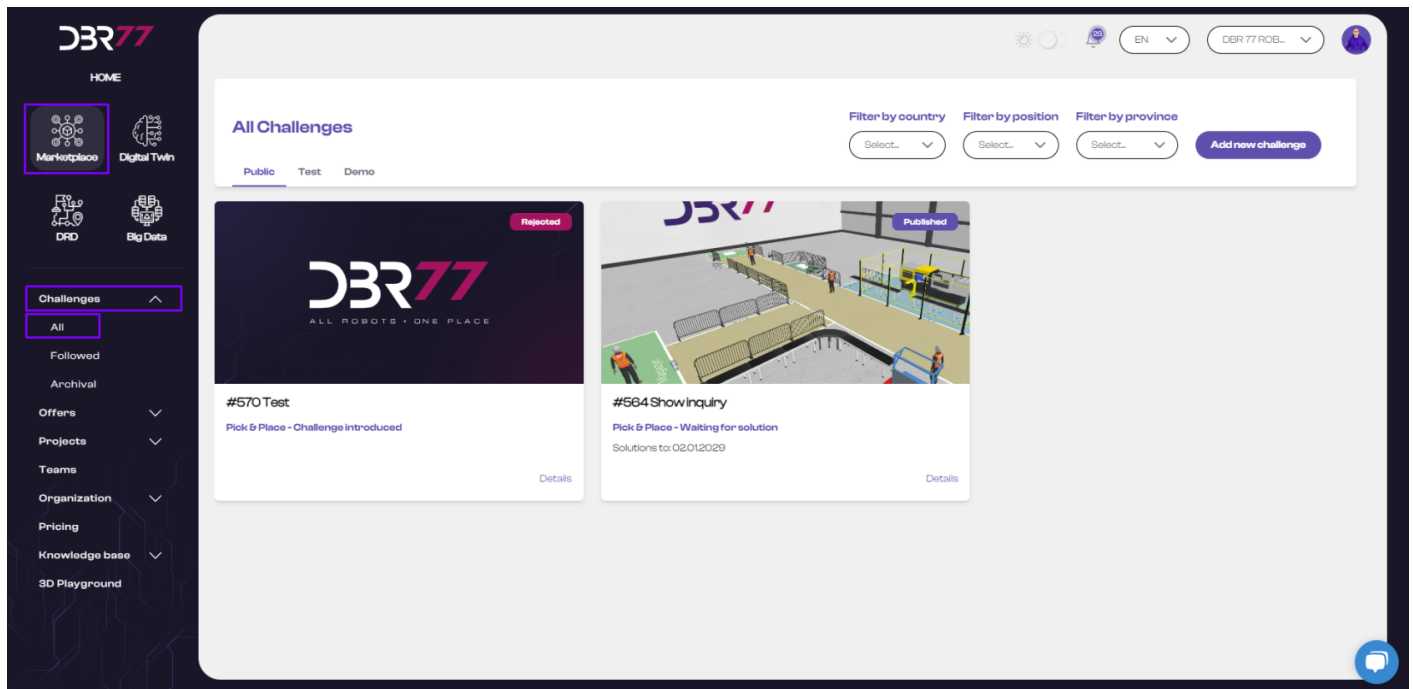 DBR77
HOME
Marketplace
Digital Twin
DRD
Big Data
Challenges
All
Followed
Archival
Offers
Projects
Teams
Organization
Pricing
Knowledge base
3D Playground
29
EN
DBR 77 ROB...
All Challenges
Filter by country
Filter by position
Filter by province
Select...
Select...
Select...
Add new challenge
Public
Test
Demo
Rejected
DBR77
ALL ROBOTS • ONE PLACE
#570 Test
Pick & Place - Challenge introduced
Details
DBR77
Published
#564 Show inquiry
Pick & Place - Waiting for solution
Solutions to: 02.01.2029
Details